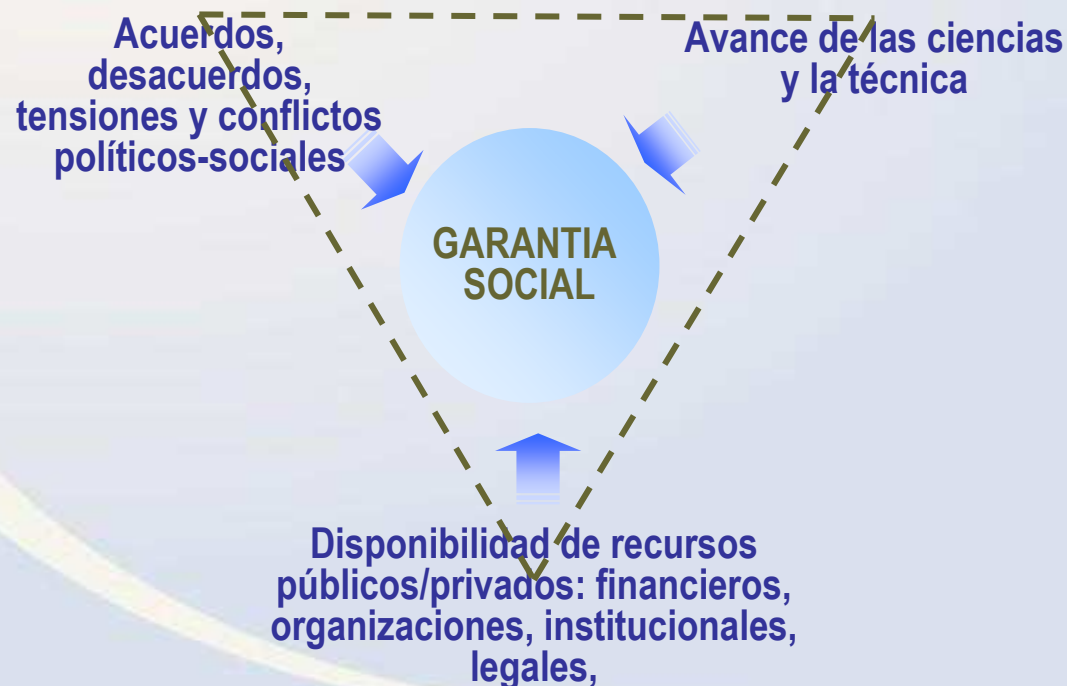 Acuerdos,
desacuerdos,
tensiones y conflictos
políticos-sociales
Avance de las ciencias
y la técnica
GARANTIA
SOCIAL
Disponibilidad de recursos
públicos/privados: financieros,
organizaciones, institucionales,
legales,